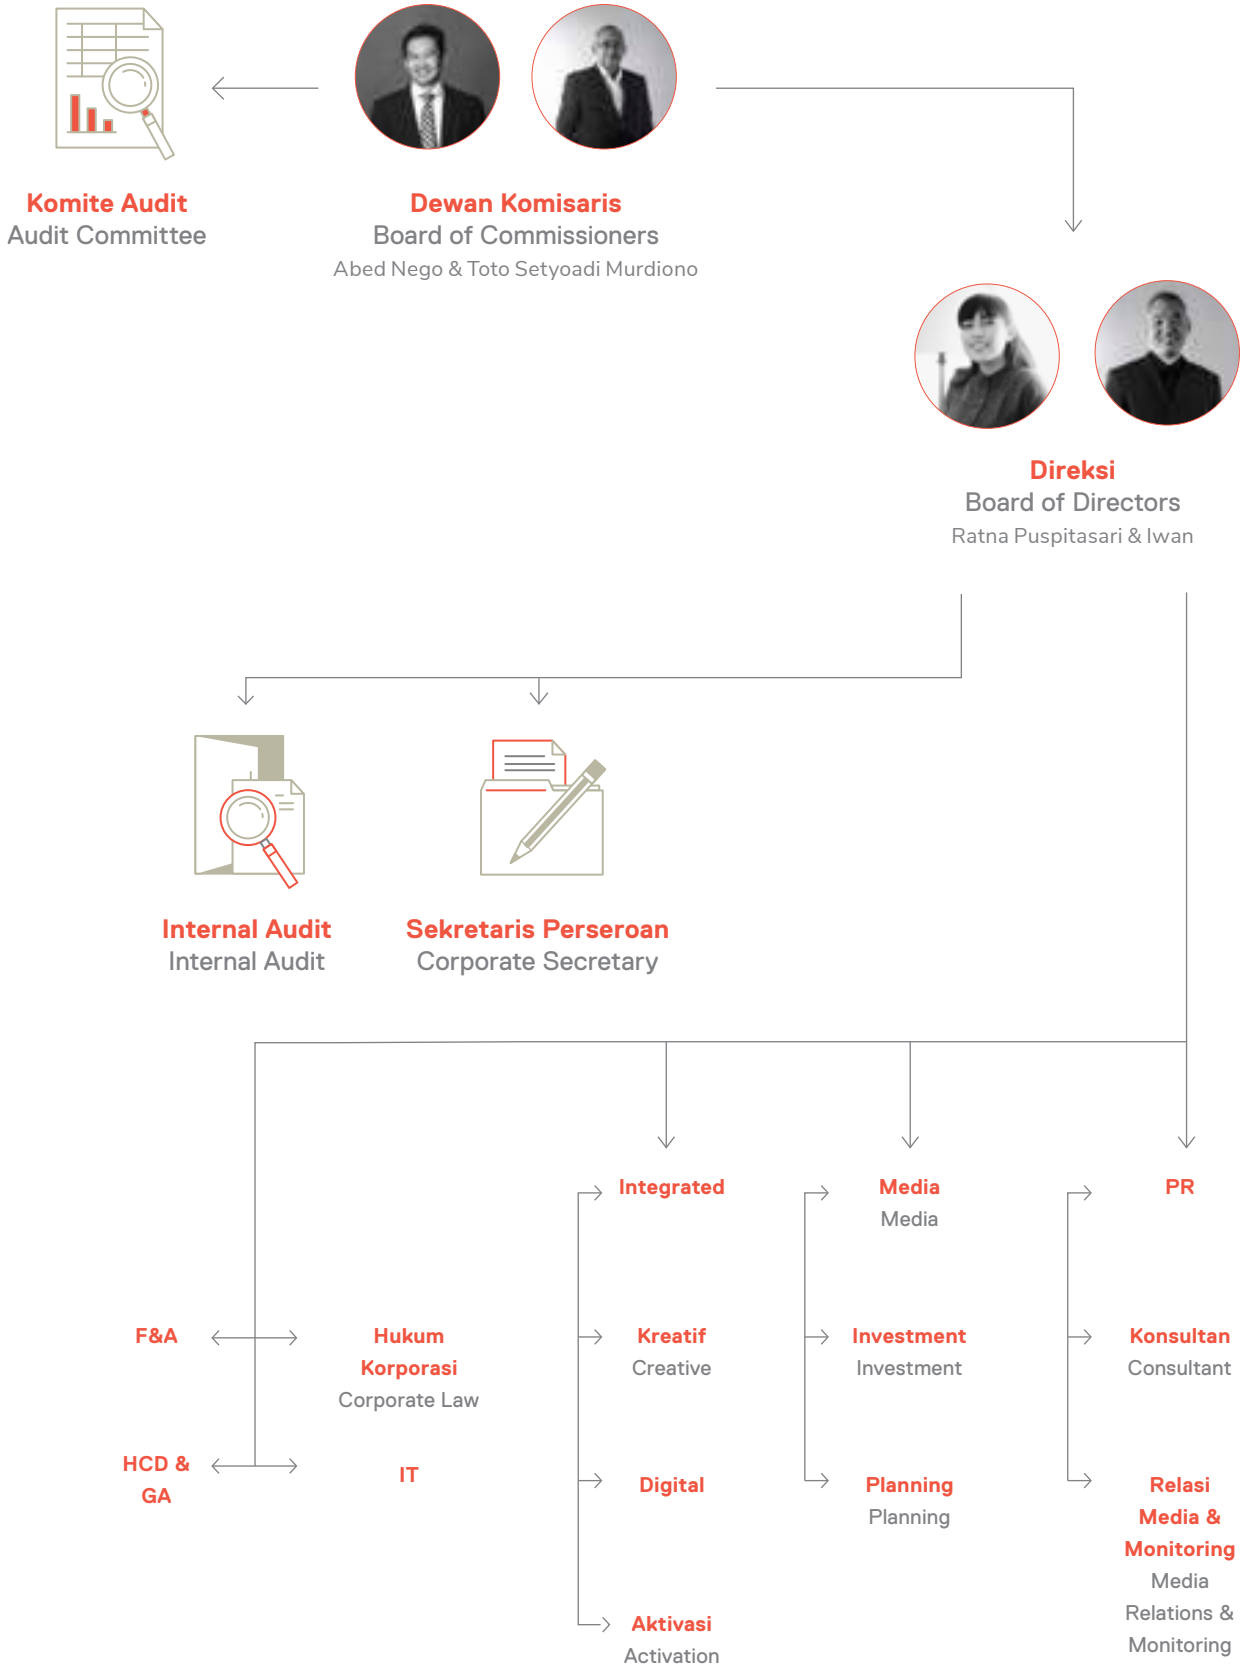 Komite Audit
Audit Committee
Dewan Komisaris
Board of Commissioners
Abed Nego & Toto Setyoadi Murdiono
Direksi
Board of Directors
Ratna Puspitasari & Iwan
Internal Audit
Internal Audit
Sekretaris Perseroan
Corporate Secretary
F&A
Hukum
Korporasi
Corporate Law
HCD &
GA
IT
Integrated
Kreatif
Creative
Digital
Aktivasi
Activation
Media
Media
Investment
Investment
Planning
Planning
PR
Konsultan
Consultant
Relasi
Media &
Monitoring
Media
Relations &
Monitoring